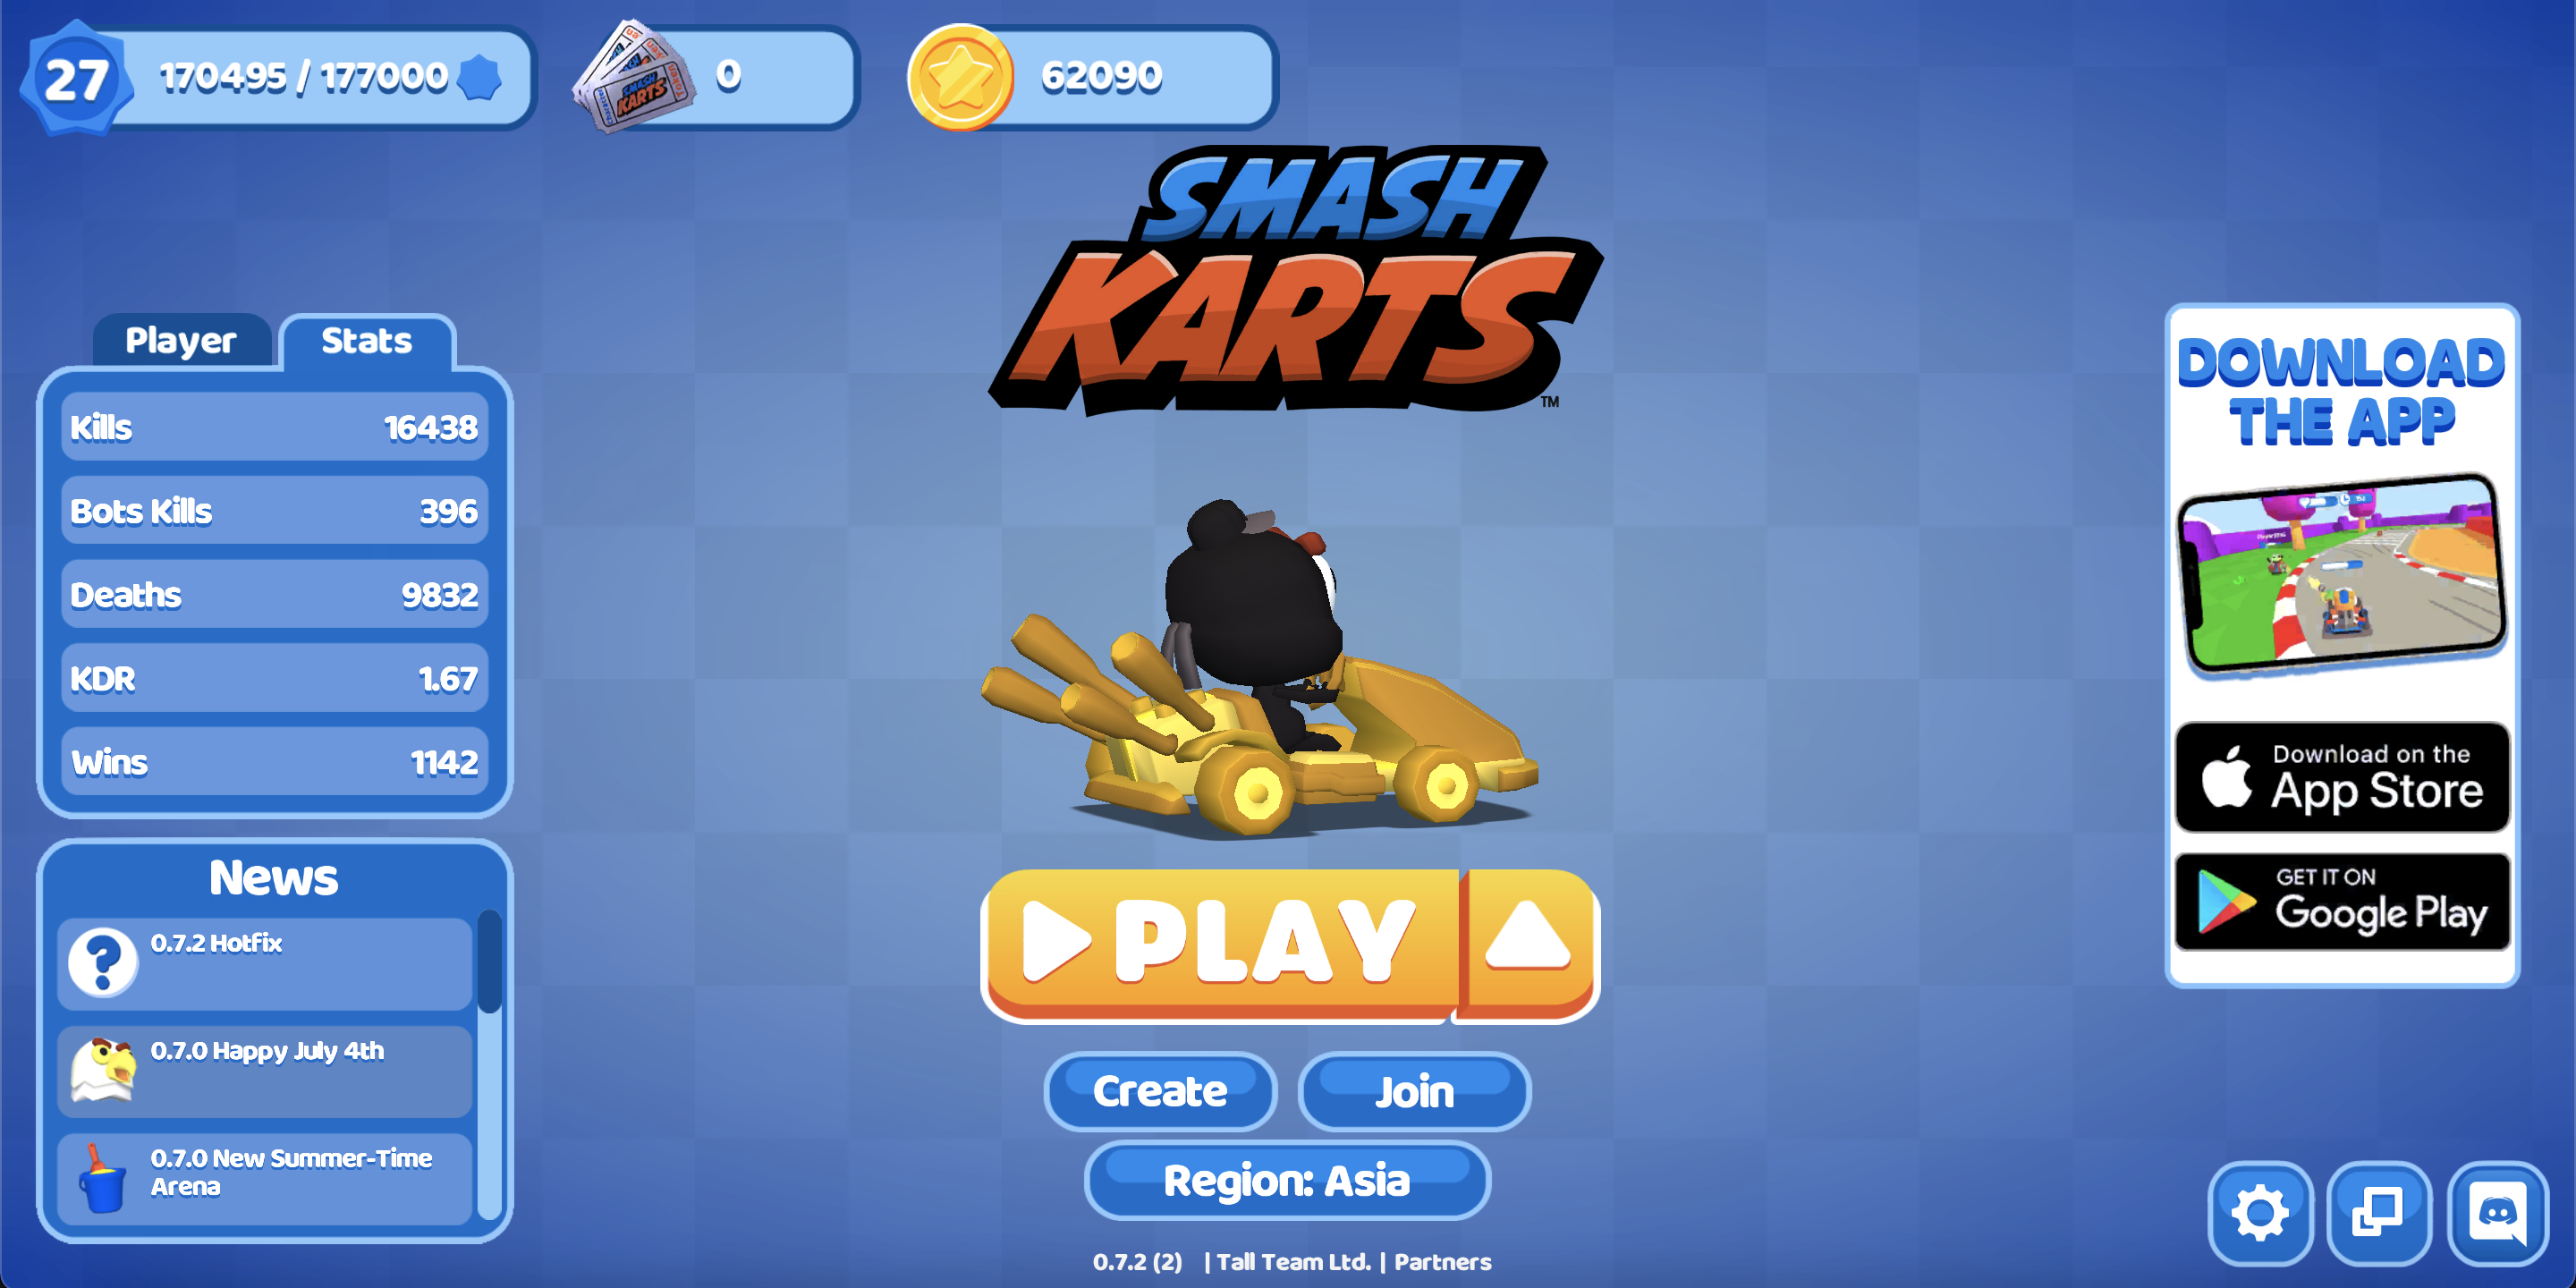 27
170495 / 177000
0
62090
SMASH
KARTS
TM
Player
Stats
Kills 16438
Bots Kills 396
Deaths 9832
KDR 1.67
Wins 1142
News
0.7.2 Hotfix
0.7.0 Happy July 4th
0.7.0 New Summer-Time
Arena
PLAY
Create
Join
Region: Asia
0.7.2 (2) | Tall Team Ltd. | Partners
DOWNLOAD
THE APP
Download on the
App Store
GET IT ON
Google Play
SMASH
KARTS